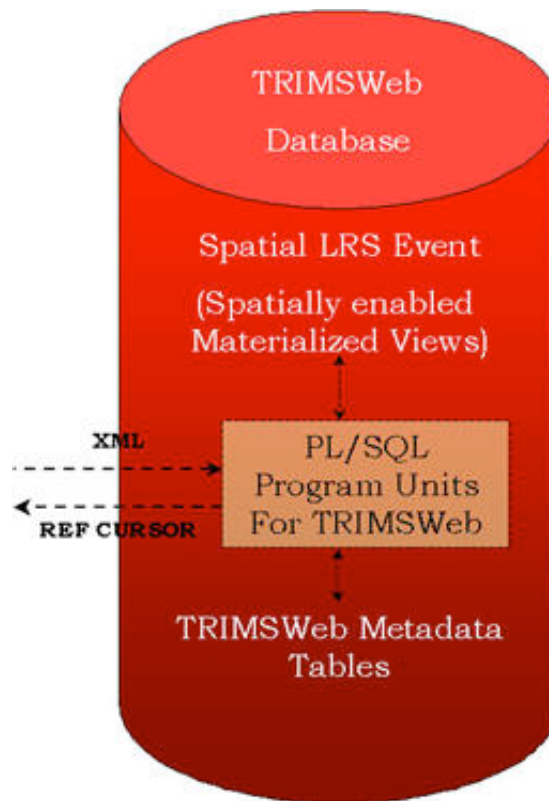 TRIMSWeb
Database
Spatial LRS Event
(Spatially enabled
Materialized Views)
XML
REF CURSOR
PL/SQL
Program Units
For TRIMSWeb
TRIMSWeb Metadata
Tables